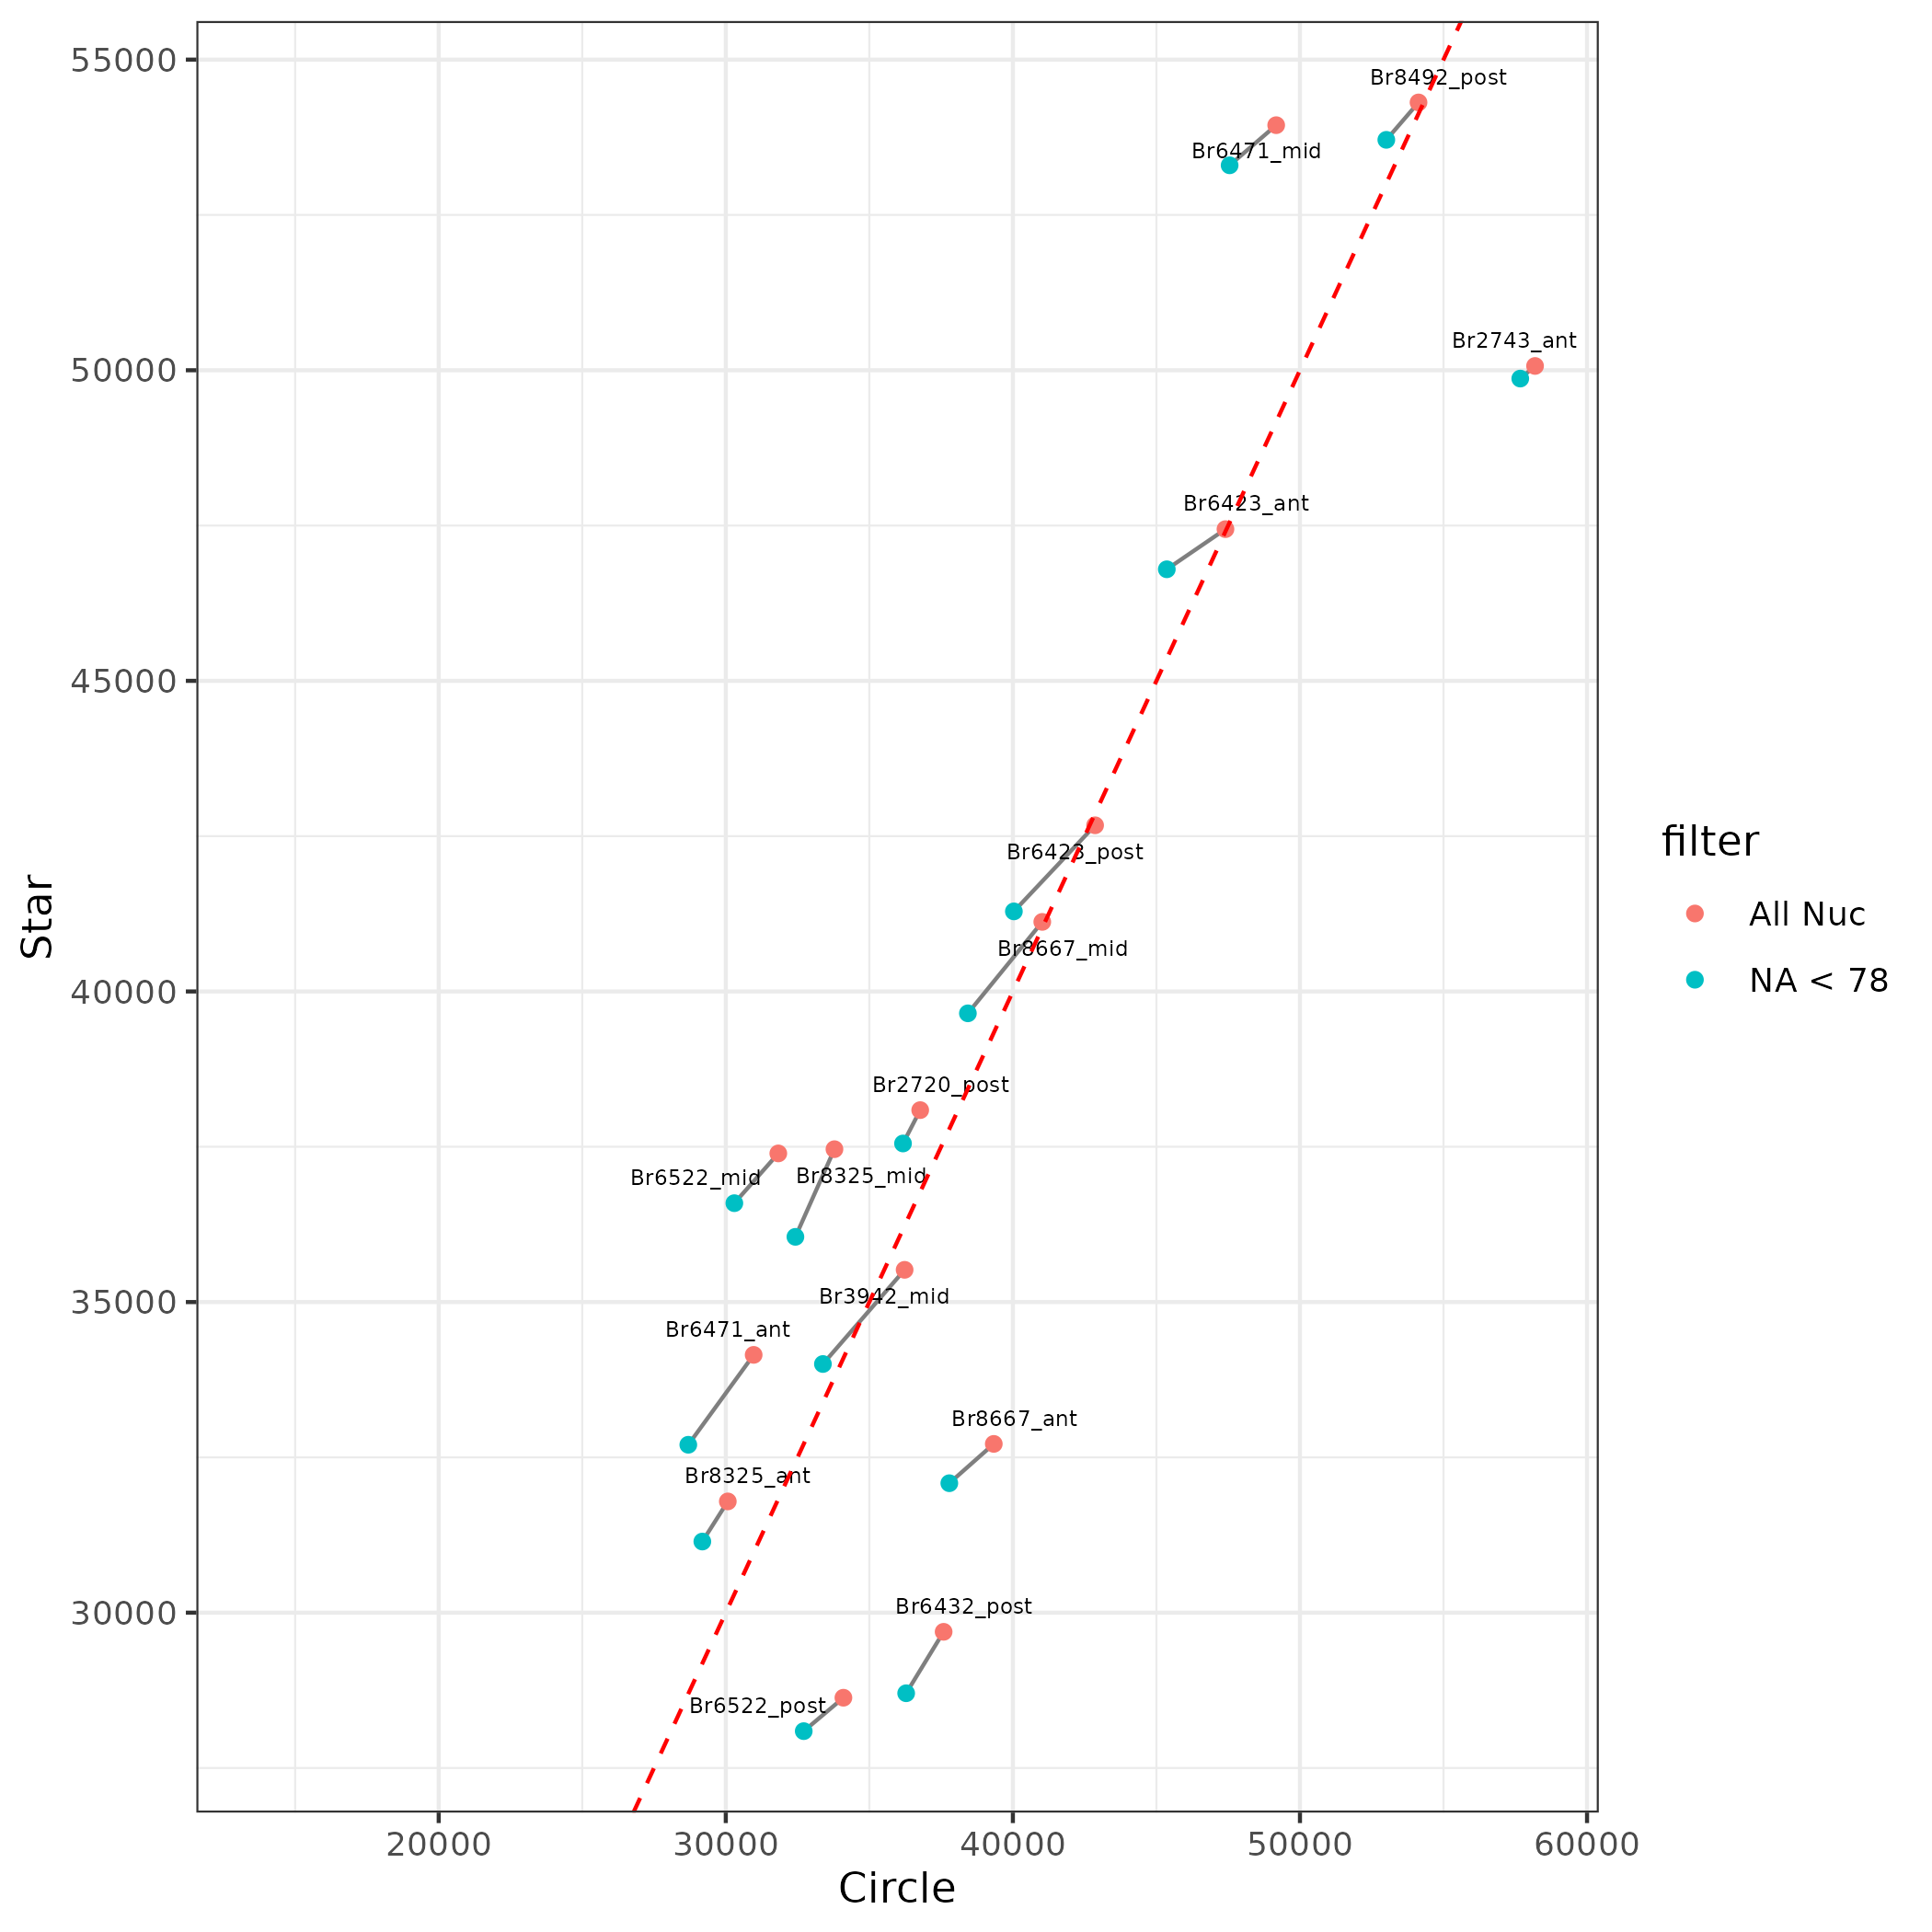 55000
50000
45000
40000
35000
30000
Star
Br8492_post
Br6471_mid
Br2743_ant
Br6423_ant
Br6423_post
Br8667_mid
Br2720_post
Br6522_mid
Br8325_mid
Br3942_mid
Br6471_ant
Br8667_ant
Br8325_ant
Br6432_post
Br6522_post
20000 30000 40000 50000 60000
Circle
filter
All Nuc
NA < 78